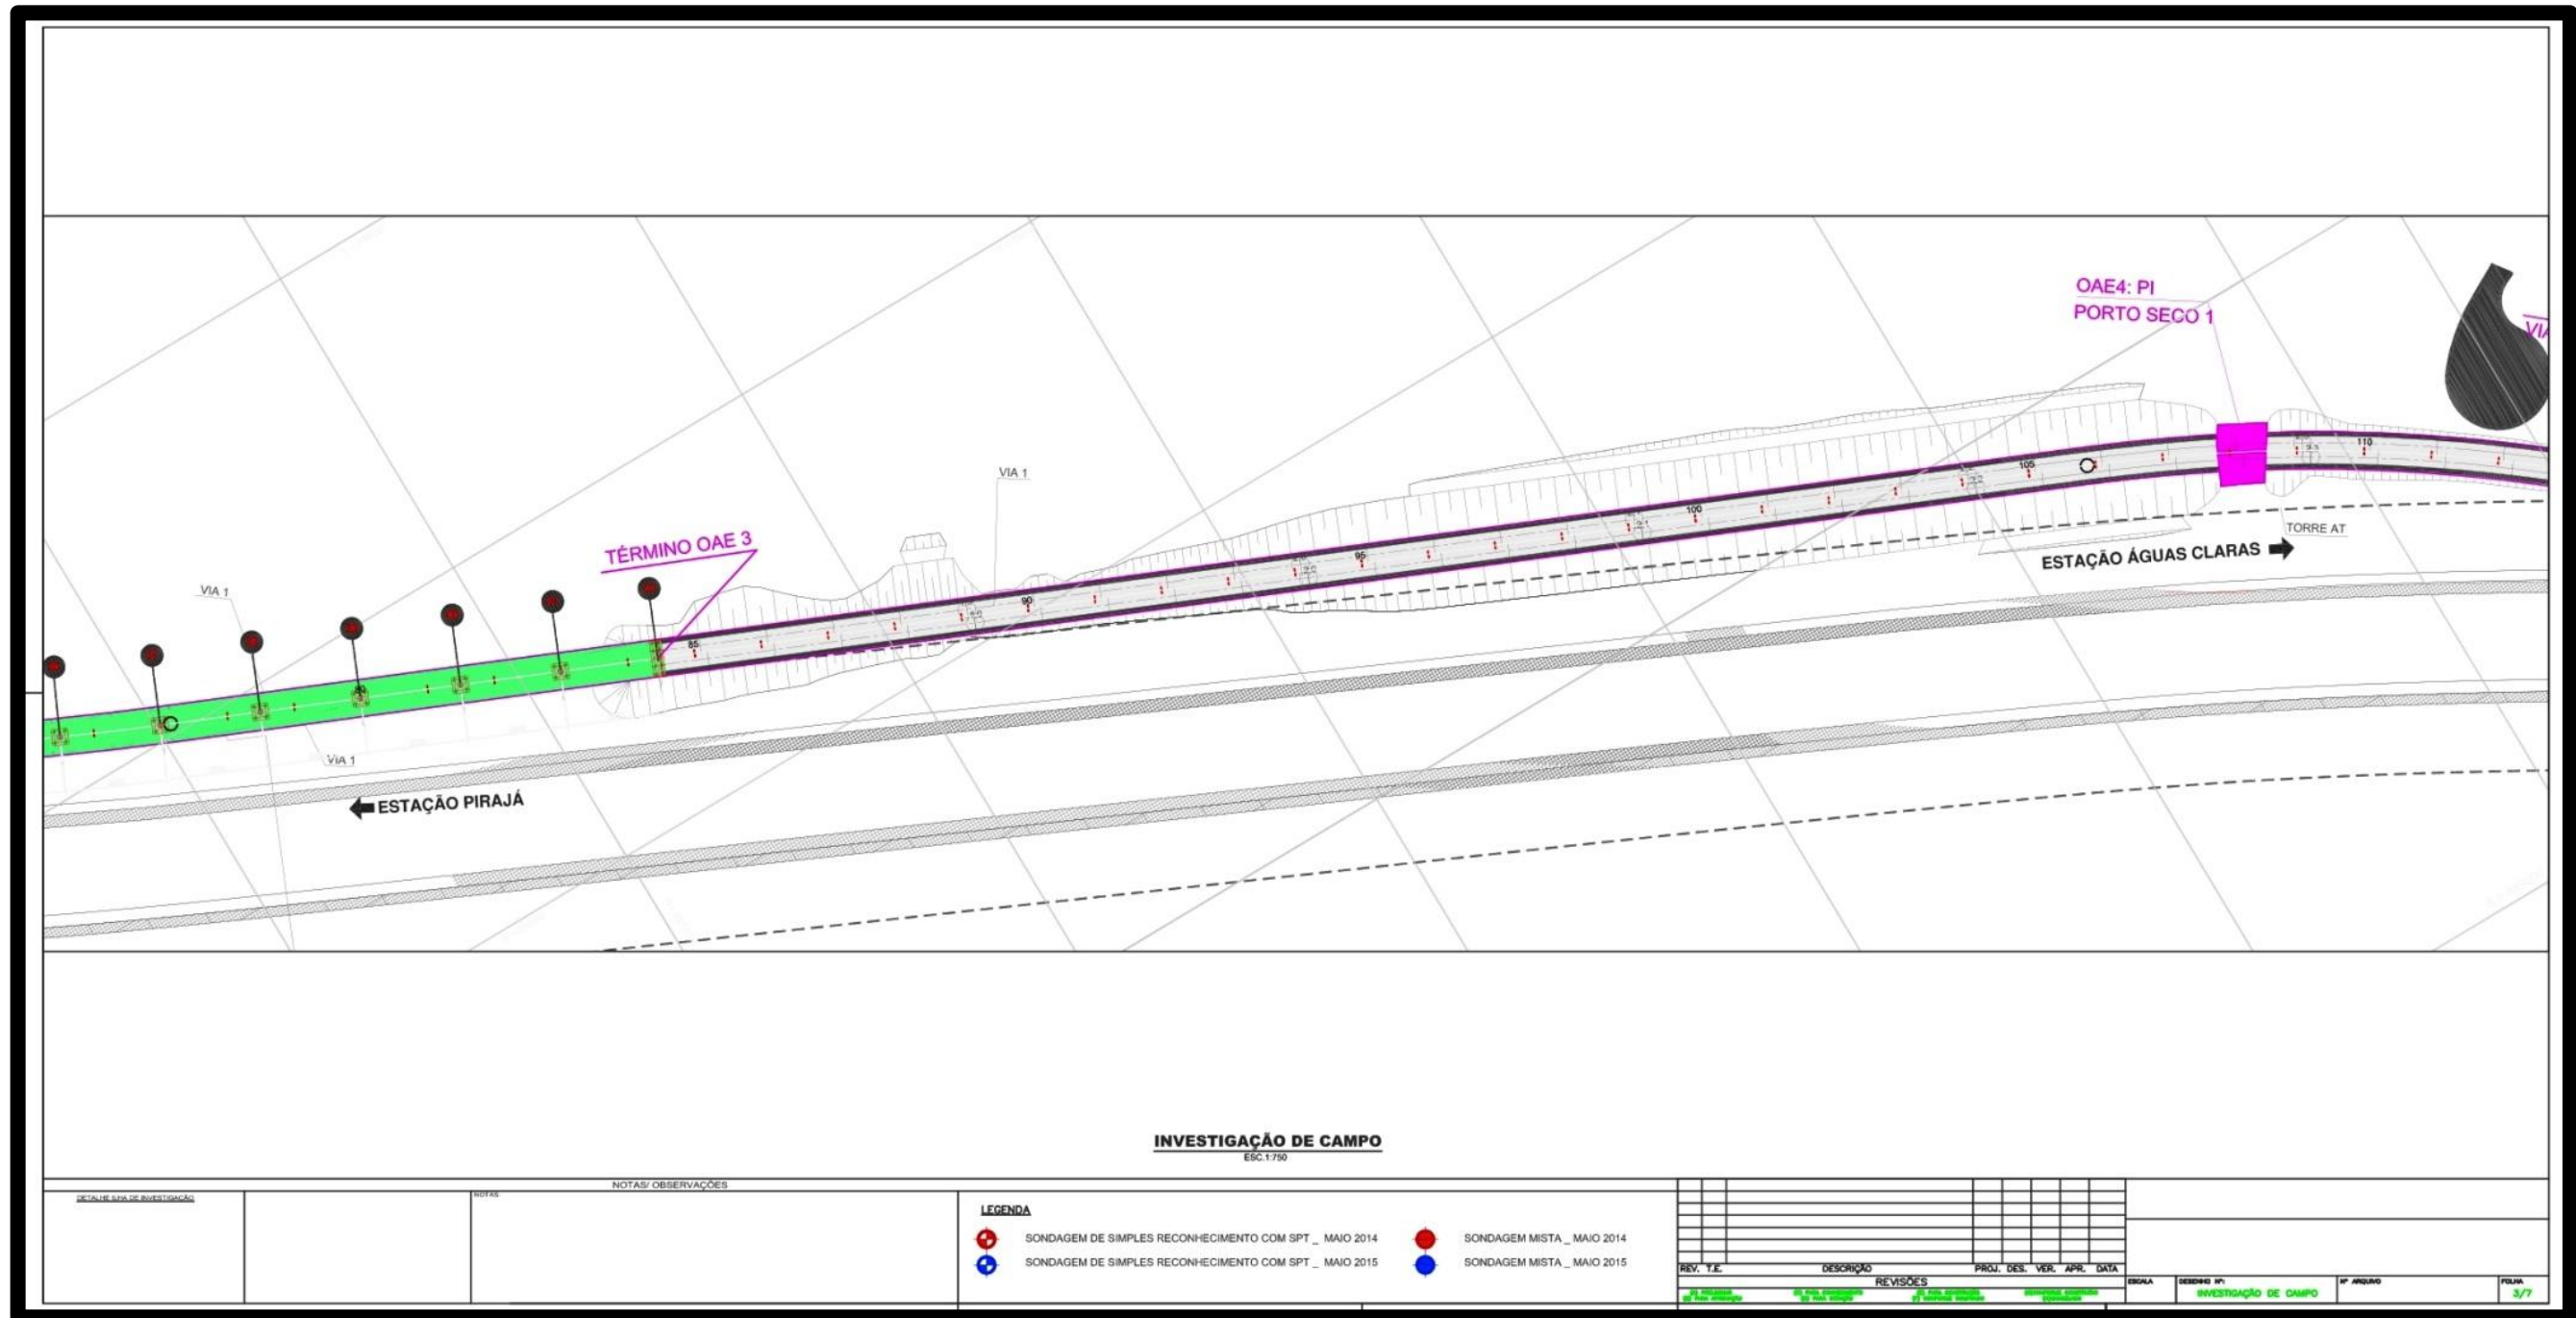 OAE4: PI
PORTO SECO 1
VIA 1
105
110
100
TORRE AT
TÉRMINO OAE 3
95
ESTAÇÃO ÁGUAS CLARAS
VIA 1
90
85
VIA 1
ESTAÇÃO PIRAJÁ
INVESTIGAÇÃO DE CAMPO
ESC.1:750
NOTAS/ OBSERVAÇÕES
NOTAS:
LEGENDA
SONDAGEM DE SIMPLES RECONHECIMENTO COM SPT _ MAIO 2014
SONDAGEM MISTA _ MAIO 2014
SONDAGEM DE SIMPLES RECONHECIMENTO COM SPT _ MAIO 2015
SONDAGEM MISTA _ MAIO 2015
REV. T.E. DESCRIÇÃO PROJ. DES. VER. APR. DATA
REVISÕES
ESCALA
DESENHO Nº:
INVESTIGAÇÃO DE CAMPO
Nº ARQUIVO
FOLHA
3/7